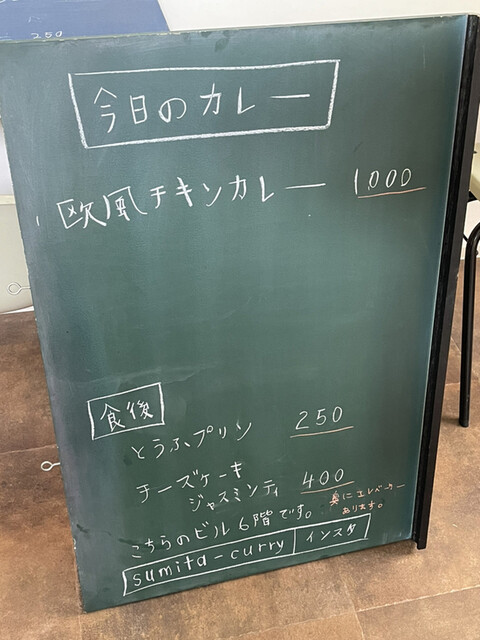 250
今日のカレー
欧風チキンカレー 1,000
食後
とうふプリン 250
チーズケーキ
ジャスミンティ 400
奥にエレベーター
あります。
こちらのビル6階です。
sumita-curry インスタ